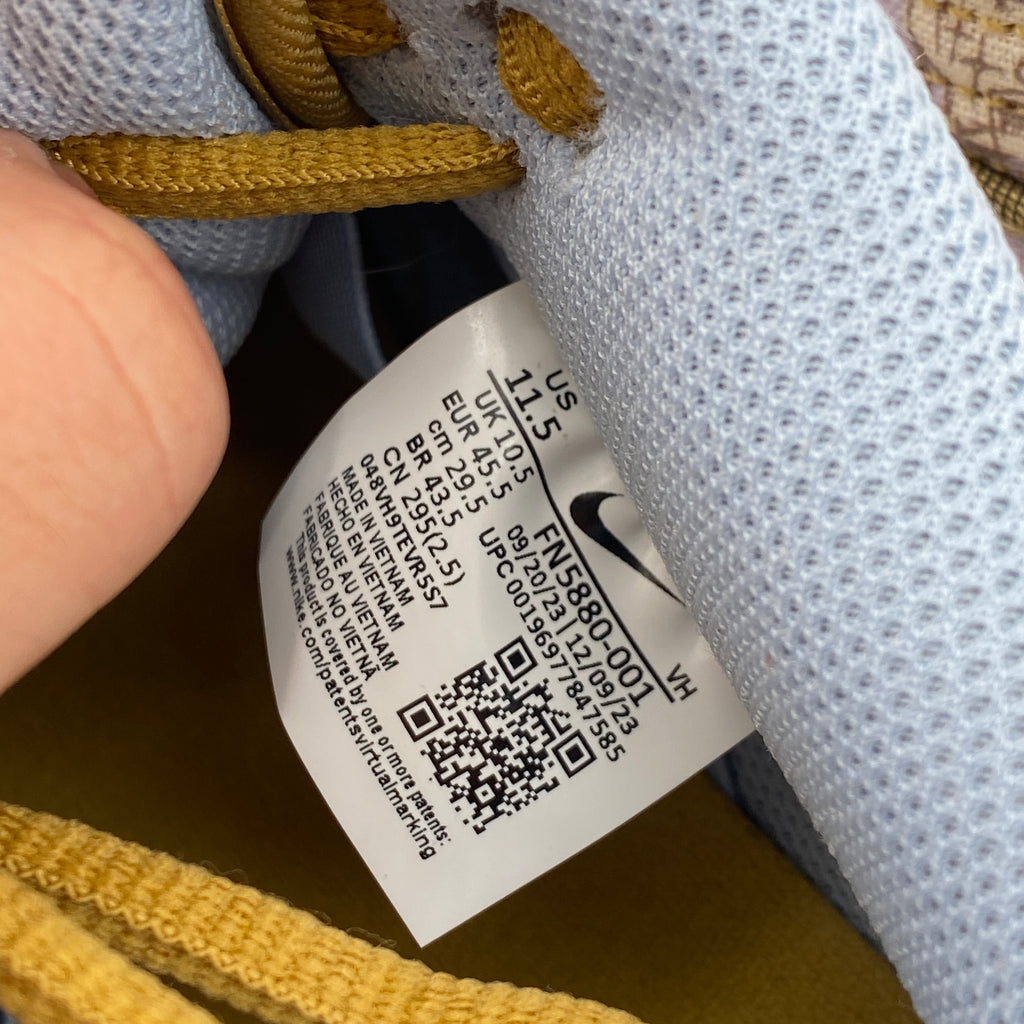 US
11.5
UK 10.5
EUR 45.5
cm 29.5
BR 43.5
CN 295(2.5)
048VH9TEVR5S7
MADE IN VIETNAM
HECHO EN VIETNAM
FABRIQUE AU VIETNAM
FABRICADO NO VIETNÃ
This product is covered by one or more patents:
www.nike.com/patentsvirtualmarking
VH
FN5880-001
09/20/23 | 12/09/23
UPC 00196977847585